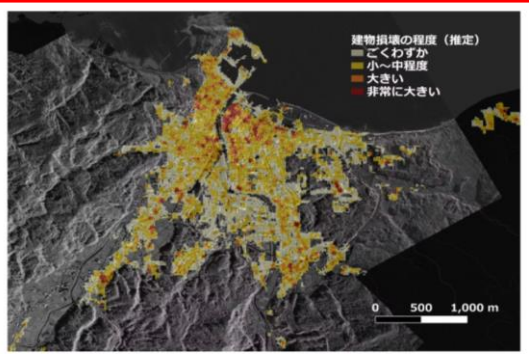 建物損壊の程度（推定）
ごくわずか
小～中程度
大きい
非常に大きい
0 500 1,000 m